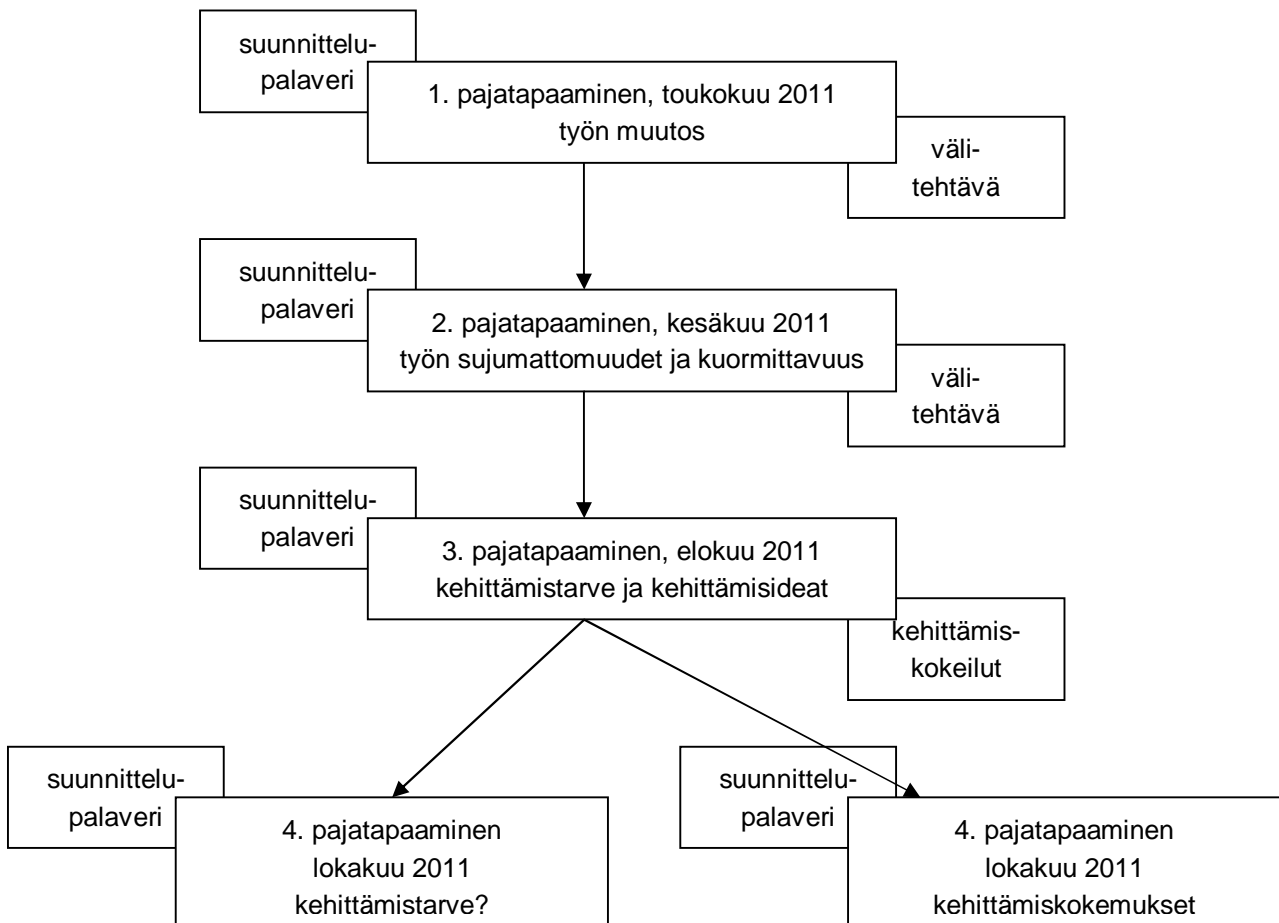 suunnittelu-
palaveri
1. pajatapaaminen, toukokuu 2011
työn muutos
väli-
tehtävä
suunnittelu-
palaveri
2. pajatapaaminen, kesäkuu 2011
työn sujumattomuudet ja kuormittavuus
väli-
tehtävä
suunnittelu-
palaveri
3. pajatapaaminen, elokuu 2011
kehittämistarve ja kehittämisideat
kehittämis-
kokeilut
suunnittelu-
palaveri
4. pajatapaaminen
lokakuu 2011
kehittämistarve?
suunnittelu-
palaveri
4. pajatapaaminen
lokakuu 2011
kehittämiskokemukset